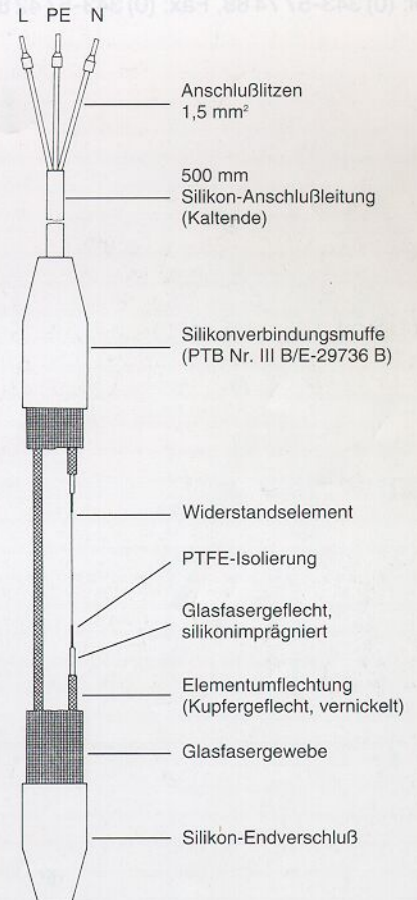 L PE N
Anschlußlitzen
1,5 mm²
500 mm
Silikon-Anschlußleitung
(Kaltende)
Silikonverbindungsmuffe
(PTB Nr. III B/E-29736 B)
Widerstandselement
PTFE-Isolierung
Glasfasergeflecht,
silikonimprägniert
Elementumflechtung
(Kupfergeflecht, vernickelt)
Glasfasergewebe
Silikon-Endverschluß